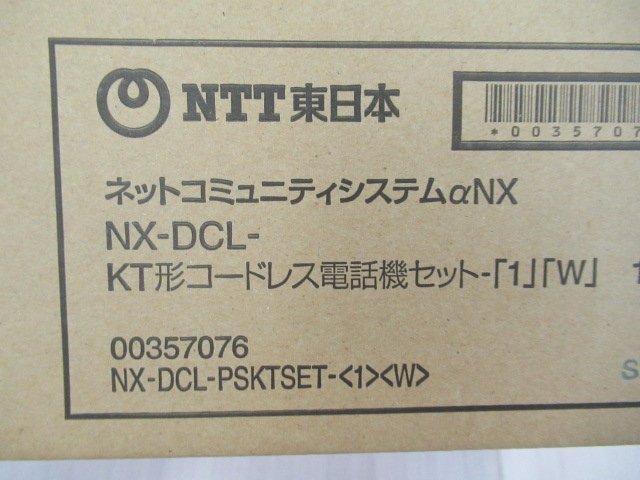 NTT東日本
*0035707
ネットコミュニティシステムαNX
NX-DCL-
KT形コードレス電話機セット-「1」「W」 1
00357076
NX-DCL-PSKTSET-<1><W>
S